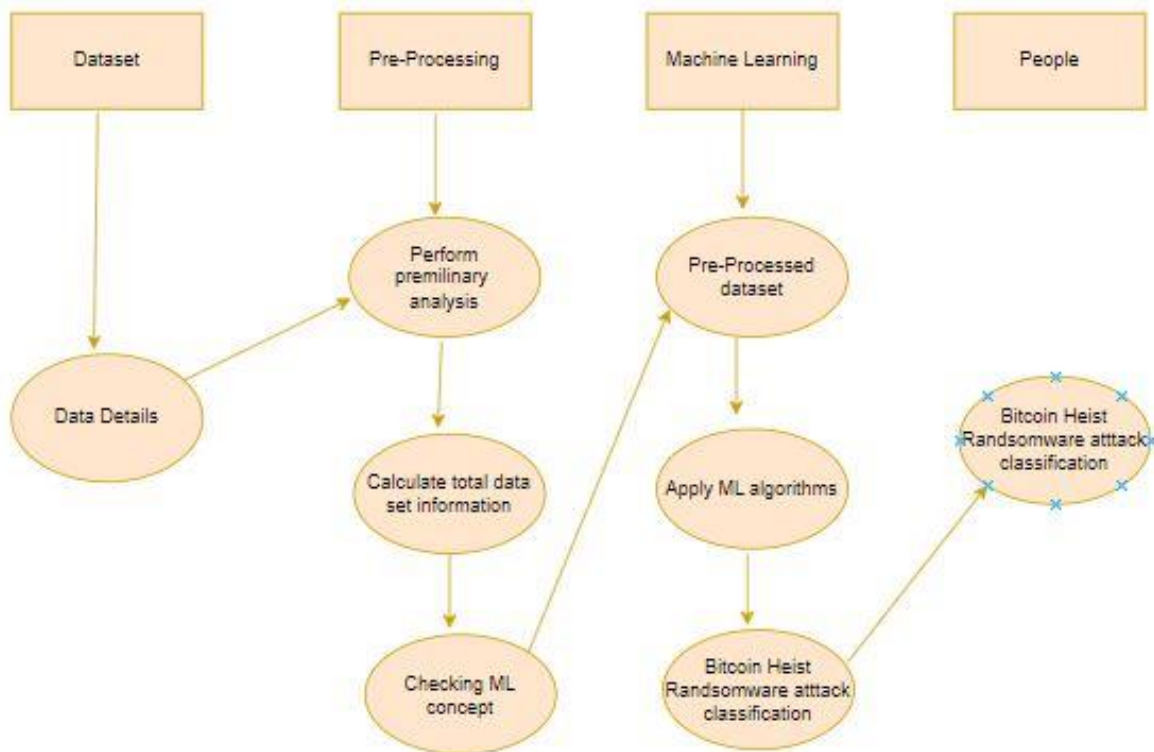 Dataset
Pre-Processing
Machine Learning
People
Perform
premilinary
analysis
Pre-Processed
dataset
Data Details
Bitcoin Heist
Randsomware atttack
classification
Calculate total data
set information
Apply ML algorithms
Checking ML
concept
Bitcoin Heist
Randsomware atttack
classification